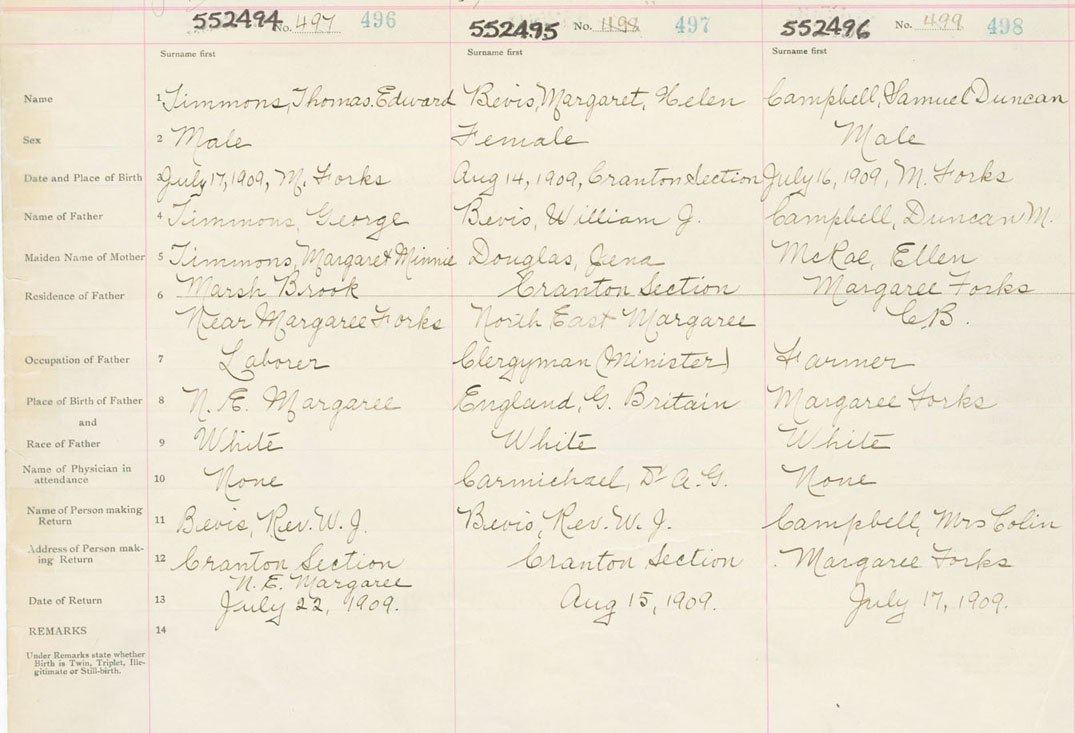 552494 No. 497 496 552495 No. 498 497 552496 No. 499 498
Surname first Surname first Surname first
Name 1 Timmons, Thomas Edward Bevis, Margaret, Helen Campbell, Samuel Duncan
Sex 2 Male Female Male
Date and Place of Birth 3 July 17, 1909, M. Forks Aug 14, 1909, Cranton Section July 16, 1909, M. Forks
Name of Father 4 Timmons, George Bevis, William J. Campbell, Duncan M.
Maiden Name of Mother 5 Timmons, Margaret Minnie Douglas, Jena McRae, Ellen
Residence of Father 6 Marsh Brook Cranton Section Margaree Forks
Near Margaree Forks North East Margaree C.B.
Occupation of Father 7 Laborer Clergyman (Minister) Farmer
Place of Birth of Father 8 N. E. Margaree England, G. Britain Margaree Forks
and
Race of Father 9 White White White
Name of Physician in
attendance 10 None Carmichael, Dr A. G. None
Name of Person making
Return 11 Bevis, Rev. W. J. Bevis, Rev. W. J. Campbell, Mrs Colin
Address of Person mak-
ing Return 12 Cranton Section Cranton Section Margaree Forks
N. E. Margaree
Date of Return 13 July 22, 1909. Aug 15, 1909. July 17, 1909.
REMARKS 14
Under Remarks state whether
Birth is Twin, Triplet, Ille-
gitimate or Still-birth.